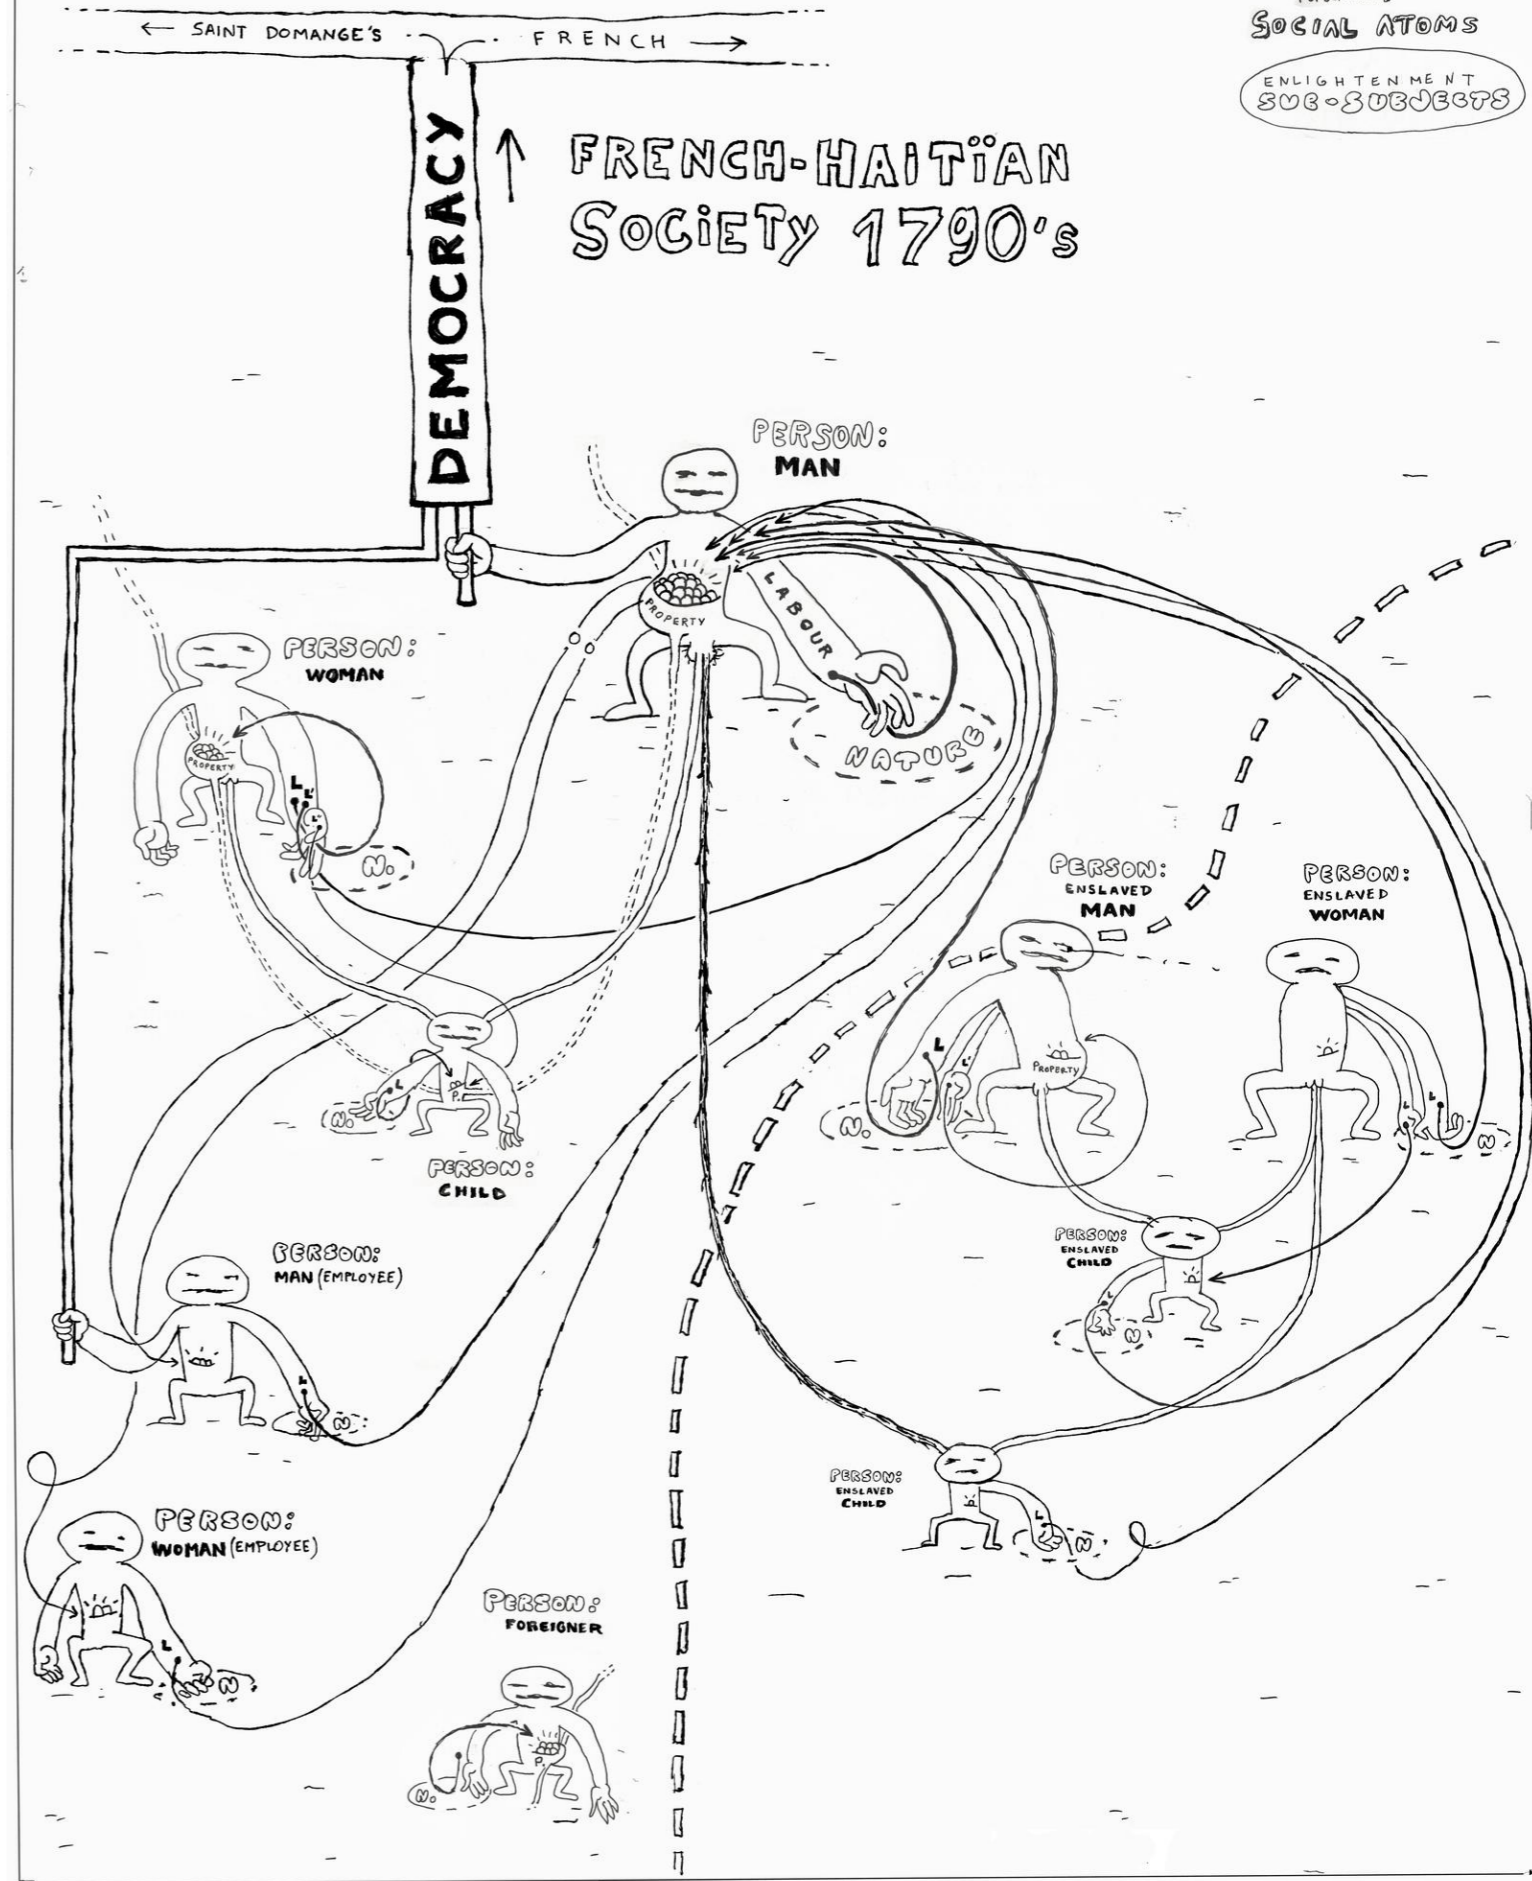 SOCIAL ATOMS
ENLIGHTENMENT
SUB-SUBJECTS
← SAINT DOMANGE'S
FRENCH →
DEMOCRACY
FRENCH-HAITÏAN
SOCIETY 1790's
PERSON:
MAN
PROPERTY
LABOUR
NATURE
PERSON:
WOMAN
PROPERTY
L
L'
L"
N.
PERSON:
ENSLAVED
MAN
PROPERTY
L
L'
N.
PERSON:
ENSLAVED
WOMAN
L
L
N
L
P.
N.
PERSON:
CHILD
PERSON:
ENSLAVED
CHILD
L
N
PERSON:
MAN (EMPLOYEE)
L
N
PERSON:
ENSLAVED
CHILD
L
N
PERSON:
WOMAN (EMPLOYEE)
L
N
PERSON:
FOREIGNER
P.
N.